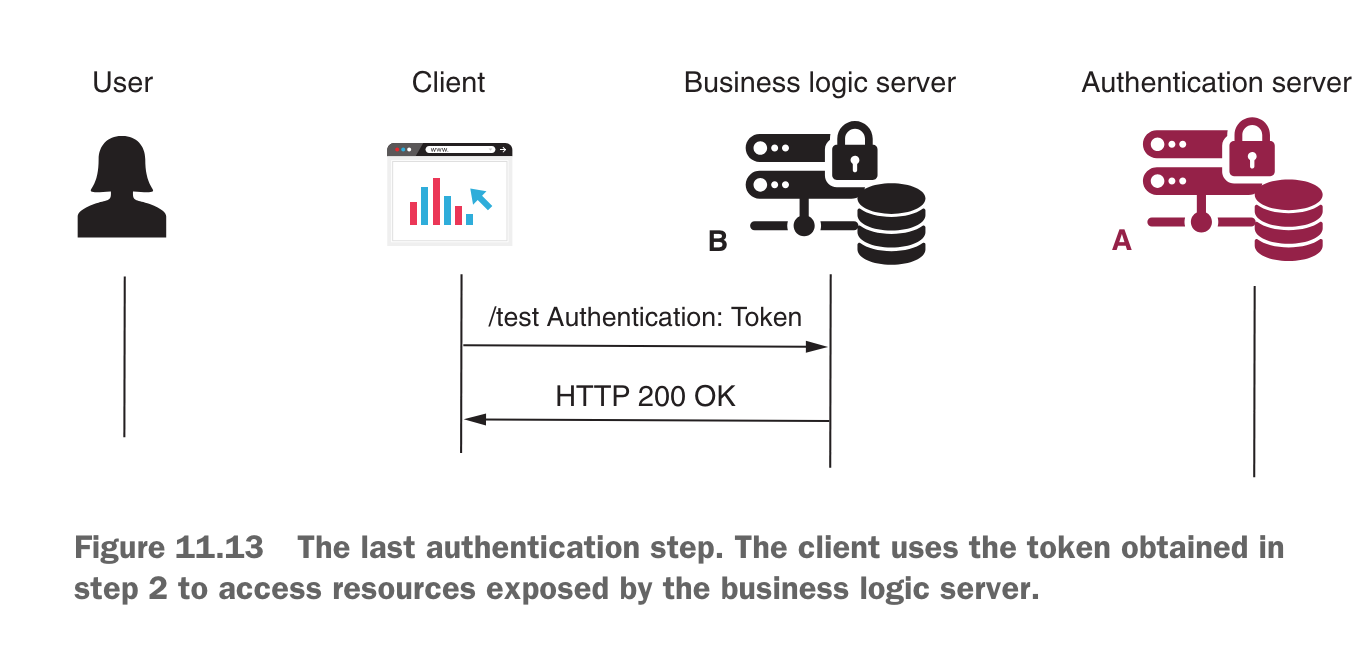 User
Client
Business logic server
Authentication server
www.
B
A
/test Authentication: Token
HTTP 200 OK
Figure 11.13 The last authentication step. The client uses the token obtained in
step 2 to access resources exposed by the business logic server.